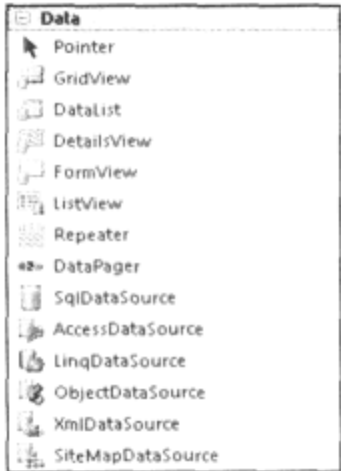 Data
Pointer
GridView
DataList
DetailsView
FormView
ListView
Repeater
DataPager
SqlDataSource
AccessDataSource
LinqDataSource
ObjectDataSource
XmlDataSource
SiteMapDataSource